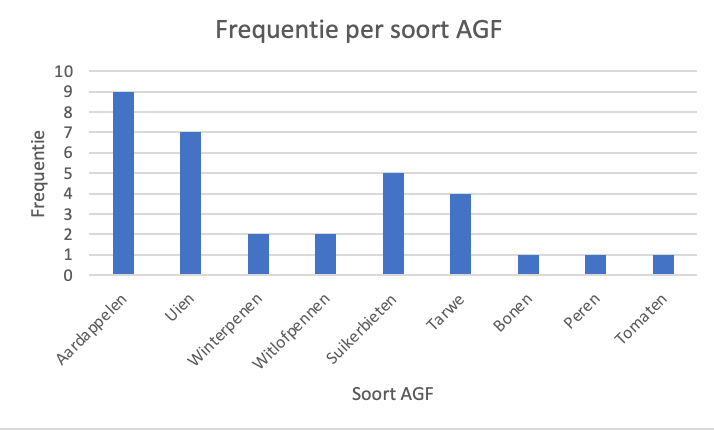 Frequentie per soort AGF
Frequentie
10
9
8
7
6
5
4
3
2
1
0
Aardappelen
Uien
Winterpenen
Witlofpennen
Suikerbieten
Tarwe
Bonen
Peren
Tomaten
Soort AGF